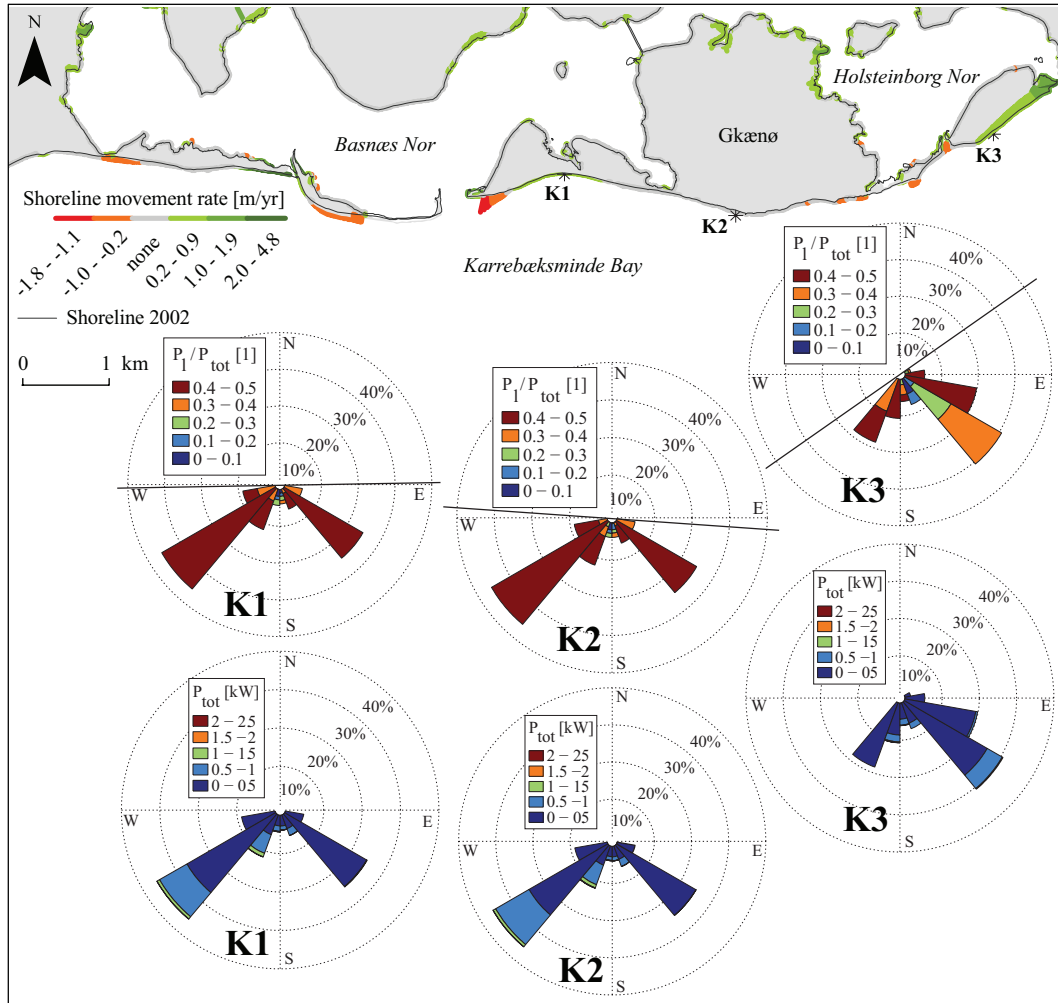 N
Holsteinborg Nor
Basnæs Nor
Gkænø
K3
K1
K2
Shoreline movement rate [m/yr]
-1.8 – -1.1
-1.0 – -0.2
none
0.2 – 0.9
1.0 – 1.9
2.0 – 4.8
Karrebæksminde Bay
Shoreline 2002
0 1 km
P_l/P_tot [1]
0.4 – 0.5
0.3 – 0.4
0.2 – 0.3
0.1 – 0.2
0 – 0.1
N
40%
30%
20%
10%
W
E
S
K3
P_l/P_tot [1]
0.4 – 0.5
0.3 – 0.4
0.2 – 0.3
0.1 – 0.2
0 – 0.1
N
40%
30%
20%
10%
W
E
S
K1
P_l/P_tot [1]
0.4 – 0.5
0.3 – 0.4
0.2 – 0.3
0.1 – 0.2
0 – 0.1
N
40%
30%
20%
10%
W
E
S
K2
P_tot [kW]
2 – 25
1.5 – 2
1 – 15
0.5 – 1
0 – 05
N
40%
30%
20%
10%
W
E
S
K3
P_tot [kW]
2 – 25
1.5 – 2
1 – 15
0.5 – 1
0 – 05
N
40%
30%
20%
10%
W
E
S
K1
P_tot [kW]
2 – 25
1.5 – 2
1 – 15
0.5 – 1
0 – 05
N
40%
30%
20%
10%
W
E
S
K2